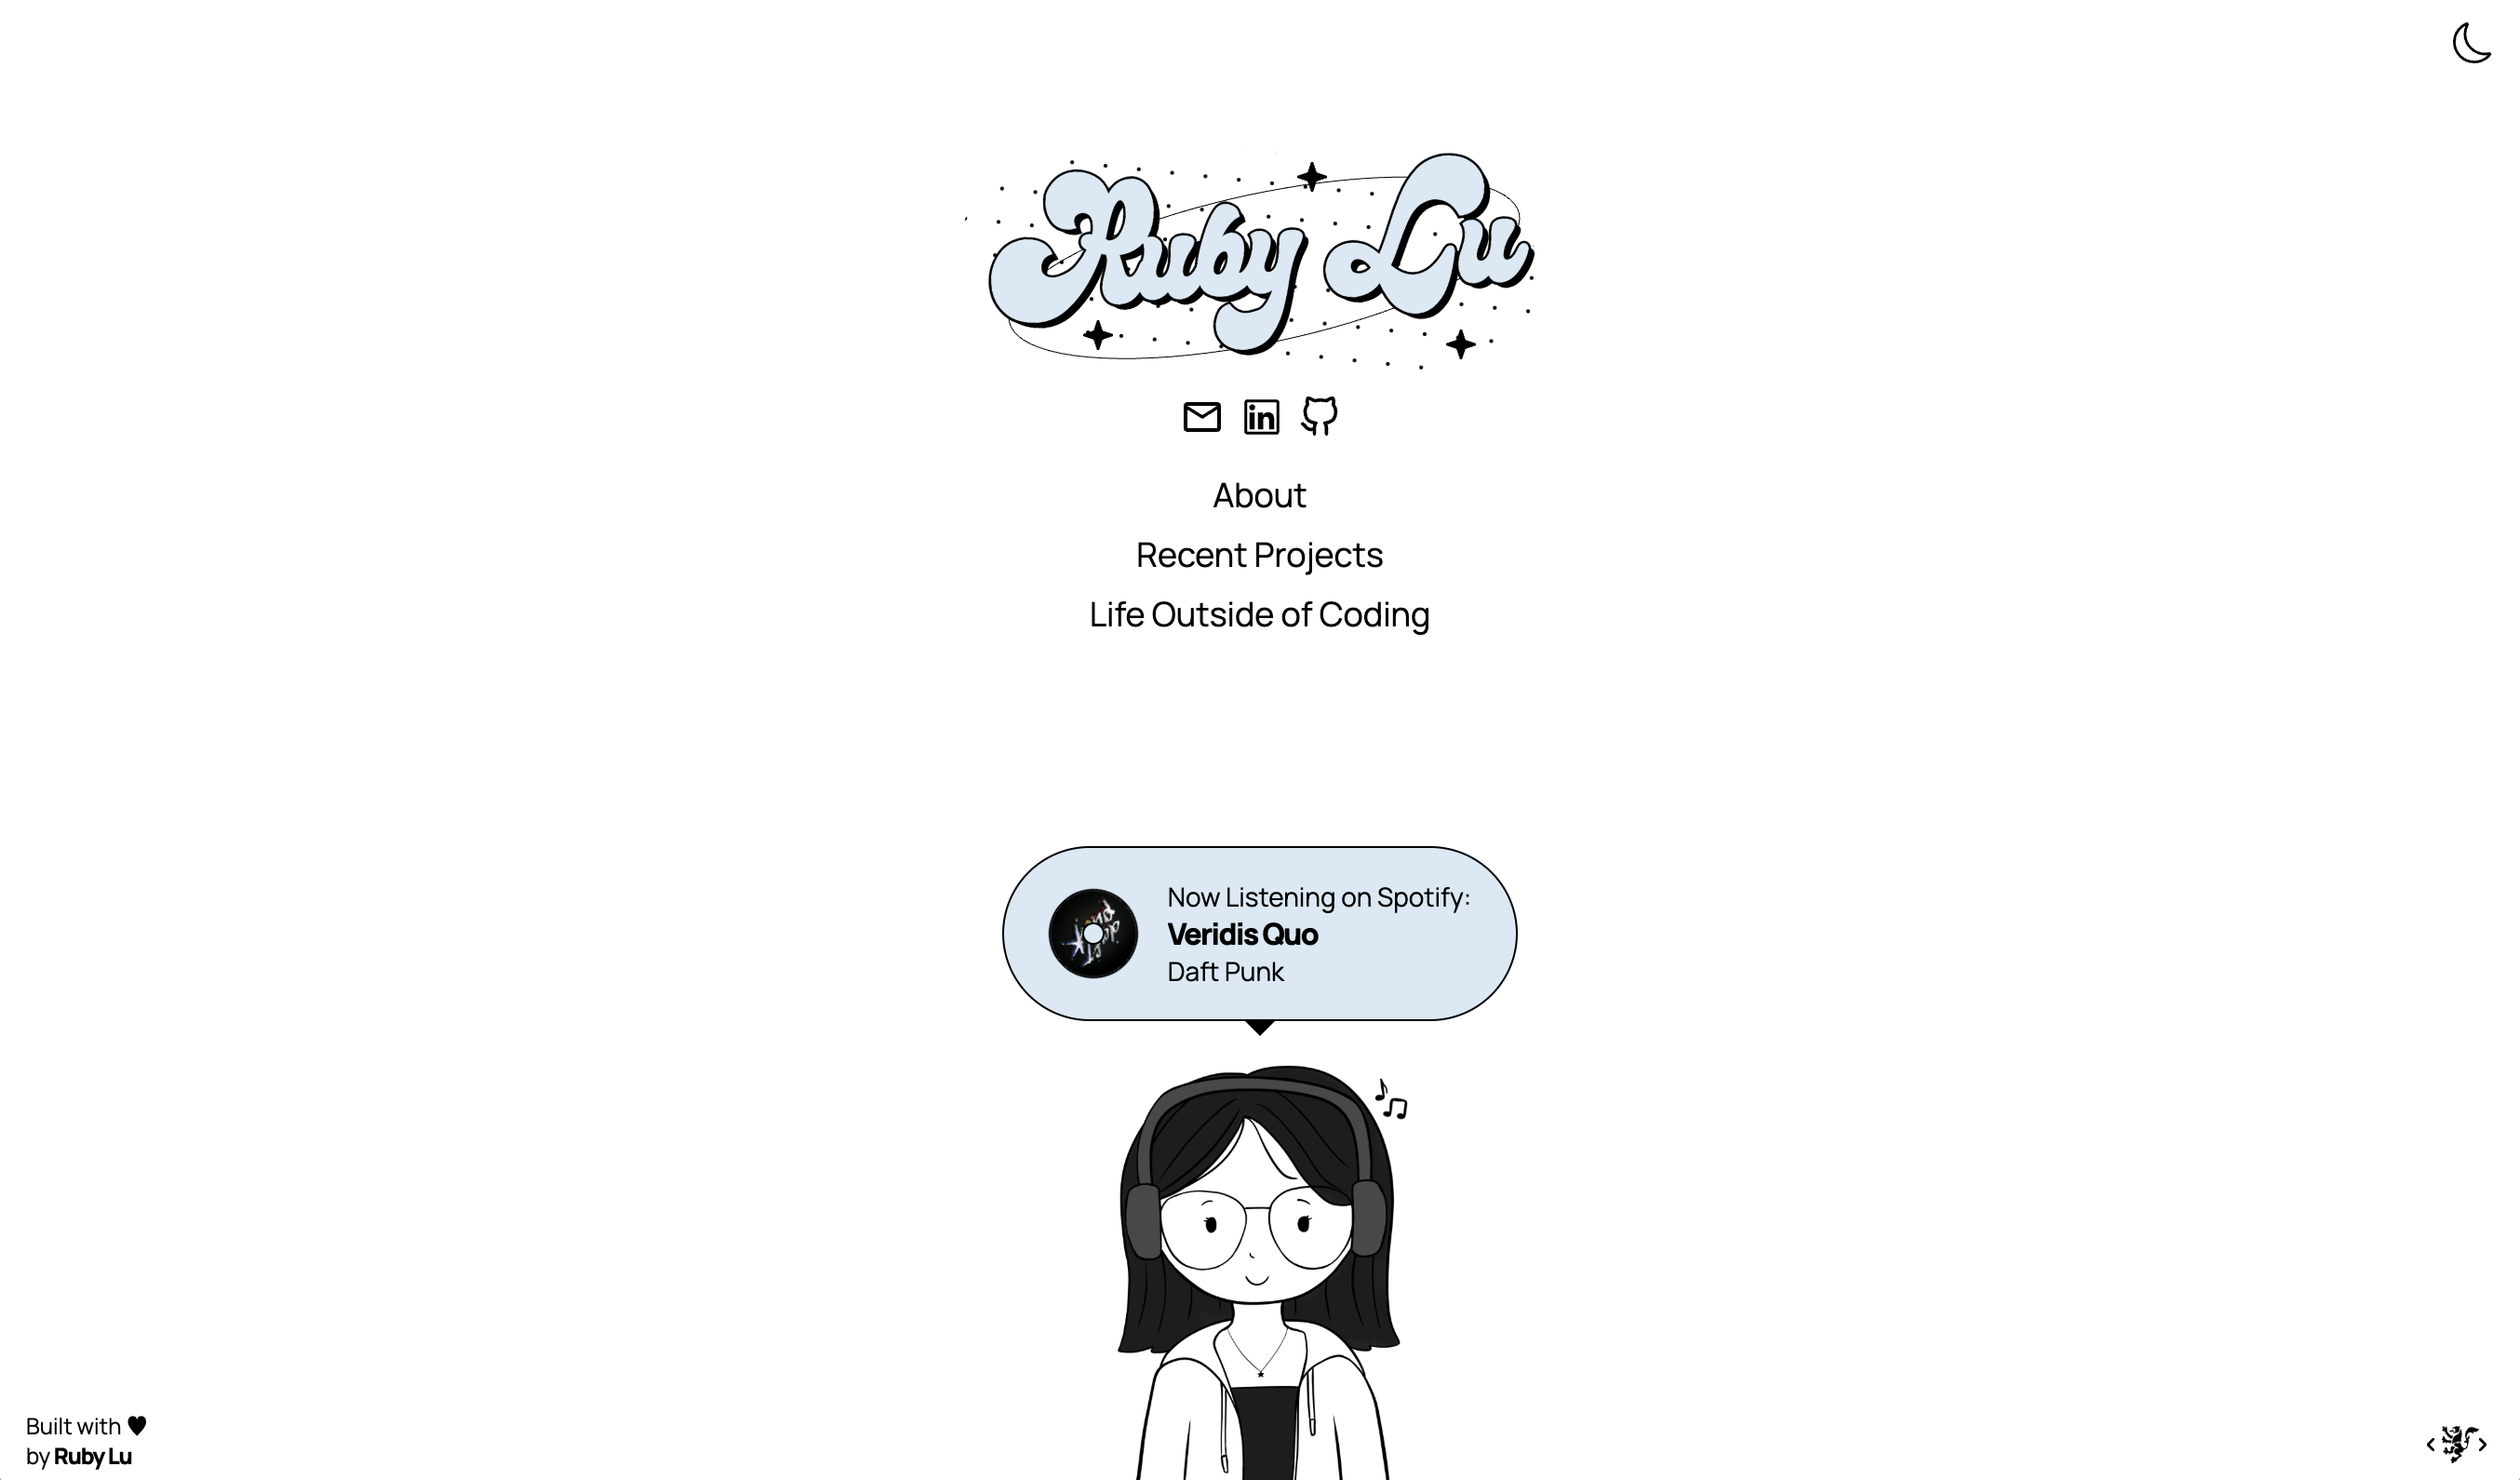 Ruby Lu
in
About
Recent Projects
Life Outside of Coding
Now Listening on Spotify:
Veridis Quo
Daft Punk
Built with
by Ruby Lu